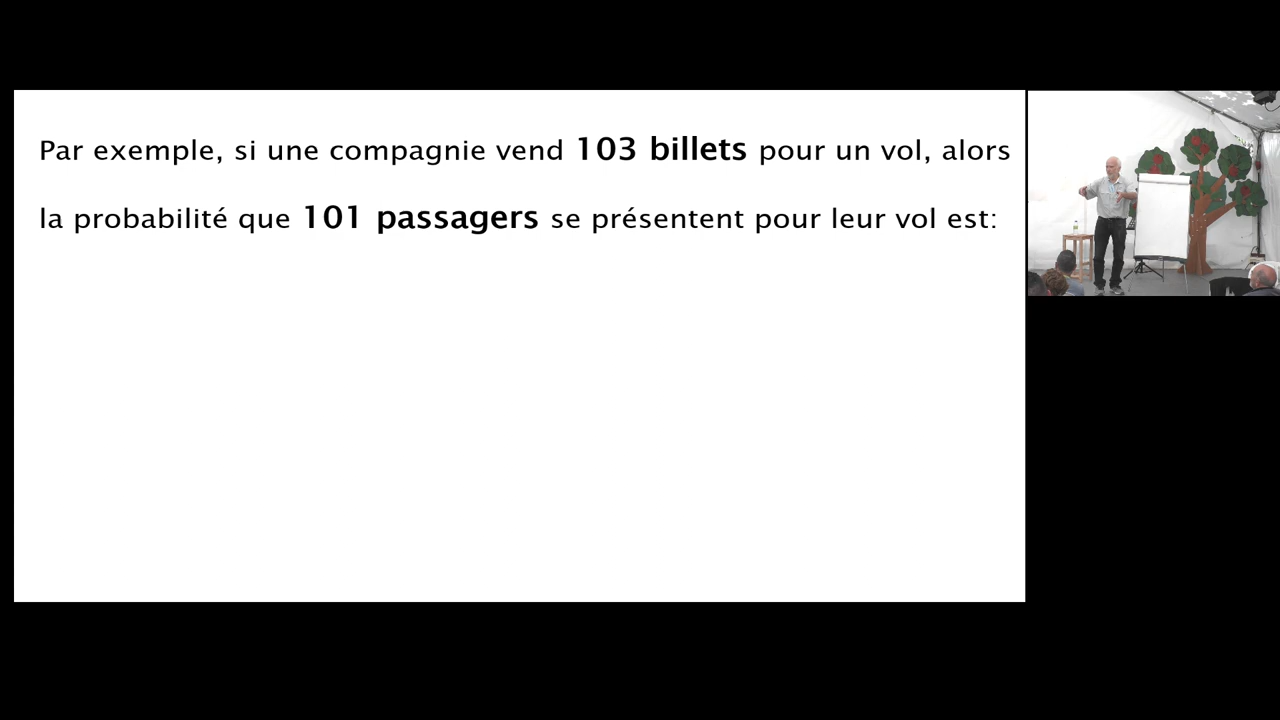 Par exemple, si une compagnie vend 103 billets pour un vol, alors
la probabilité que 101 passagers se présentent pour leur vol est: